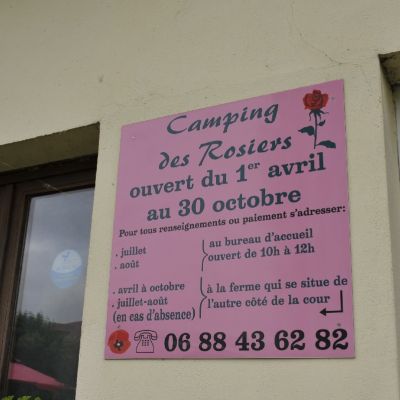 Camping
des Rosiers
ouvert du 1er avril
au 30 octobre
Pour tous renseignements ou paiement s'adresser:
. juillet
. août
au bureau d'accueil
ouvert de 10h à 12h
. avril à octobre
. juillet-août
(en cas d'absence)
à la ferme qui se situe de
l'autre côté de la cour
06 88 43 62 82